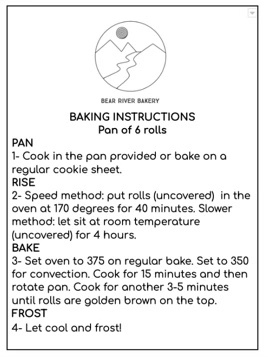 BEAR RIVER BAKERY
BAKING INSTRUCTIONS
Pan of 6 rolls
PAN
1- Cook in the pan provided or bake on a
regular cookie sheet.
RISE
2- Speed method: put rolls (uncovered)  in the
oven at 170 degrees for 40 minutes. Slower
method: let sit at room temperature
(uncovered) for 4 hours.
BAKE
3- Set oven to 375 on regular bake. Set to 350
for convection. Cook for 15 minutes and then
rotate pan. Cook for another 3-5 minutes
until rolls are golden brown on the top.
FROST
4- Let cool and frost!